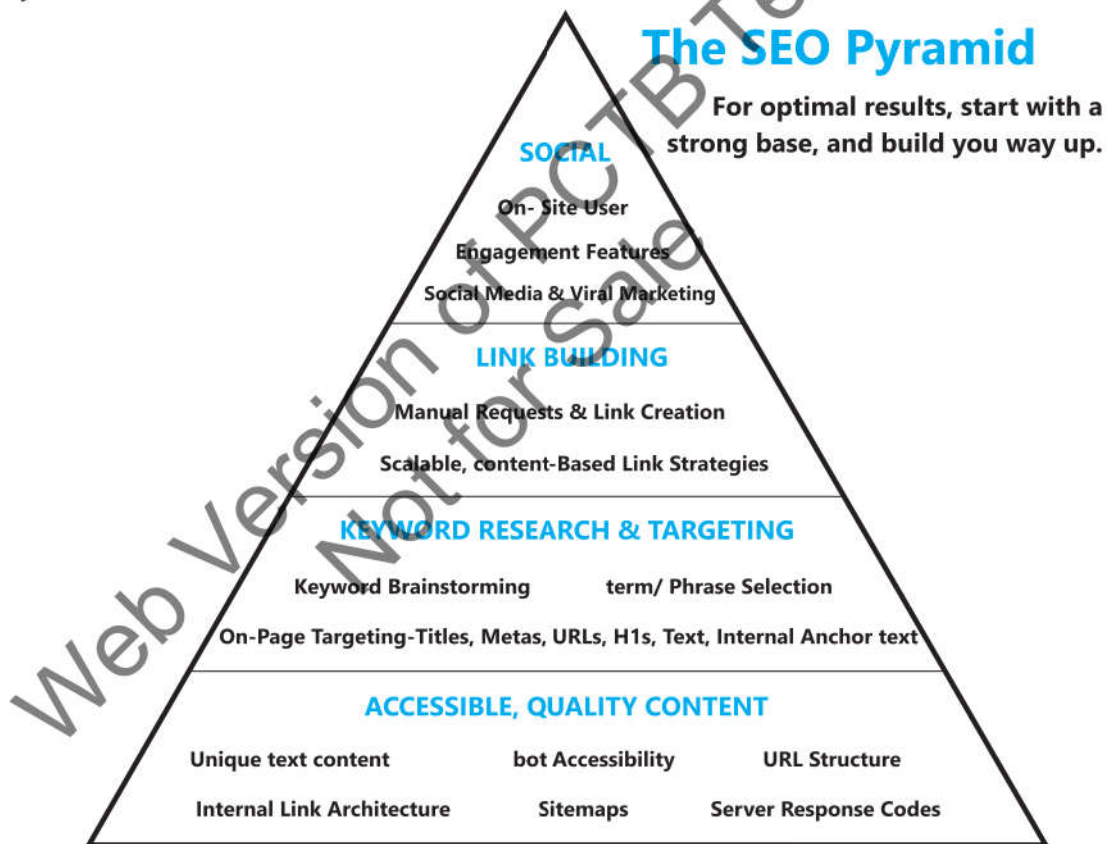 The SEO Pyramid
For optimal results, start with a
strong base, and build you way up.
SOCIAL
On- Site User
Engagement Features
Social Media & Viral Marketing
LINK BUILDING
Manual Requests & Link Creation
Scalable, content-Based Link Strategies
KEYWORD RESEARCH & TARGETING
Keyword Brainstorming term/ Phrase Selection
On-Page Targeting-Titles, Metas, URLs, H1s, Text, Internal Anchor text
ACCESSIBLE, QUALITY CONTENT
Unique text content bot Accessibility URL Structure
Internal Link Architecture Sitemaps Server Response Codes
Web Version of PCTB
Not for Sale